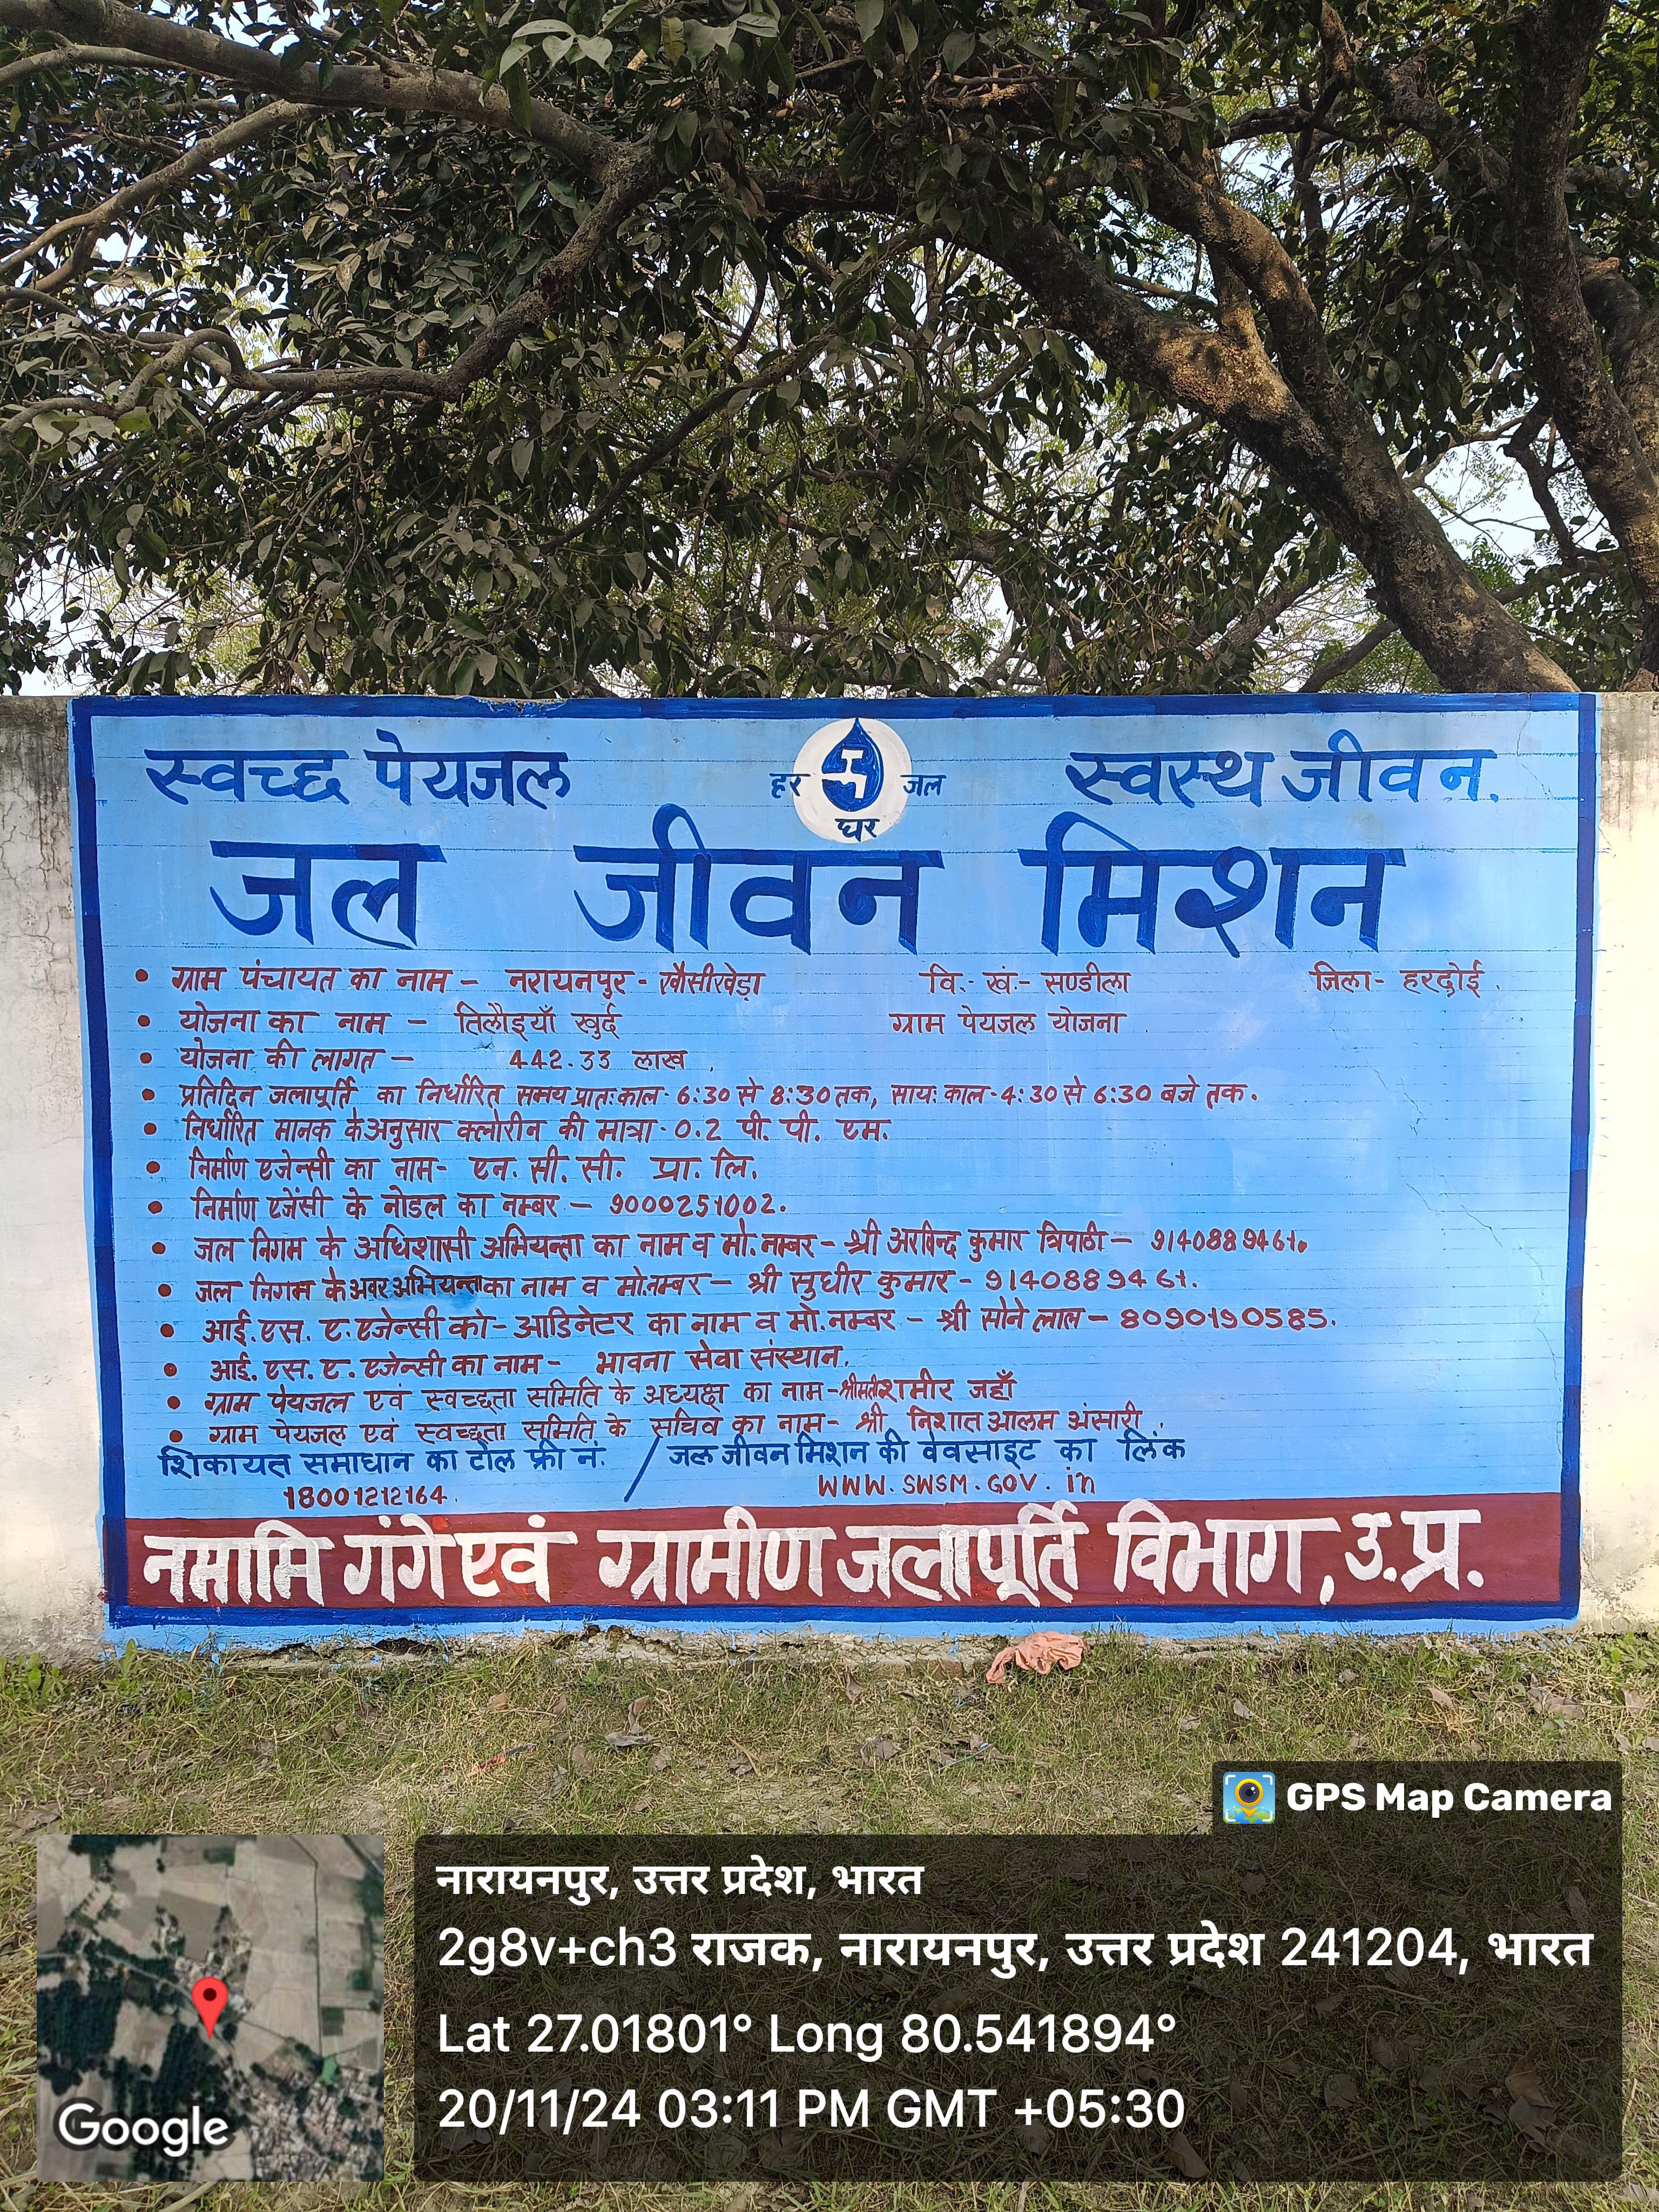 स्वच्छ पेयजल हर घर जल स्वस्थ जीवन.
जल जीवन मिशन
• ग्राम पंचायत का नाम – नरायनपुर - खौसीखेड़ा वि.- खं.- सण्डीला जिला - हरदोई .
• योजना का नाम – तिलौइयाँ खुर्द ग्राम पेयजल योजना
• योजना की लागत – 442.33 लाख
• प्रतिदिन जलापूर्ति का निर्धारित समय प्रातःकाल- 6:30 से 8:30 तक, सायः काल-4:30 से 6:30 बजे तक.
• निर्धारित मानक के अनुसार क्लोरीन की मात्रा- 0.2 पी. पी. एम.
• निर्माण एजेन्सी का नाम- एन. सी. सी. प्रा. लि.
• निर्माण एजेंसी के नोडल का नम्बर – 9000251002.
• जल निगम के अधिशासी अभियन्ता का नाम व मो. नम्बर – श्री अरविन्द कुमार त्रिपाठी – 9140889461.
• जल निगम के अवर अभियन्ता का नाम व मो.नम्बर – श्री सुधीर कुमार - 9140889461.
• आई.एस. ए. एजेन्सी को-आडिनेटर का नाम व मो.नम्बर – श्री सोने लाल – 8090190585.
• आई. एस. ए. एजेन्सी का नाम – भावना सेवा संस्थान.
• ग्राम पेयजल एवं स्वच्छ्ता समिति के अध्यक्ष का नाम – श्रीमती शमीर जहाँ
• ग्राम पेयजल एवं स्वच्छ्ता समिति के सचिव का नाम – श्री निशात आलम अंसारी .
शिकायत समाधान का टोल फ्री नं. / जल जीवन मिशन की वेवसाइट का लिंक
18001212164. WWW.SWSM.GOV.in
नमामि गंगे एवं ग्रामीण जलापूर्ति विभाग, उ.प्र.
GPS Map Camera
नारायनपुर, उत्तर प्रदेश, भारत
2g8v+ch3 राजक, नारायनपुर, उत्तर प्रदेश 241204, भारत
Lat 27.01801° Long 80.541894°
20/11/24 03:11 PM GMT +05:30
Google